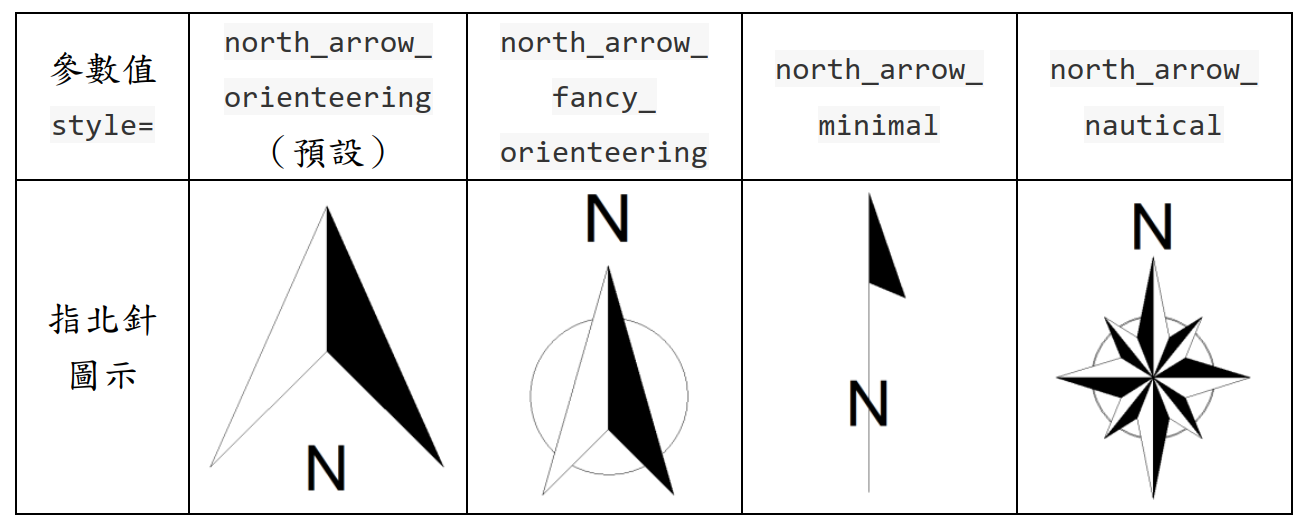 參數值
style=
north_arrow_
orienteering
（預設）
north_arrow_
fancy_
orienteering
north_arrow_
minimal
north_arrow_
nautical
指北針
圖示
N
N
N
N